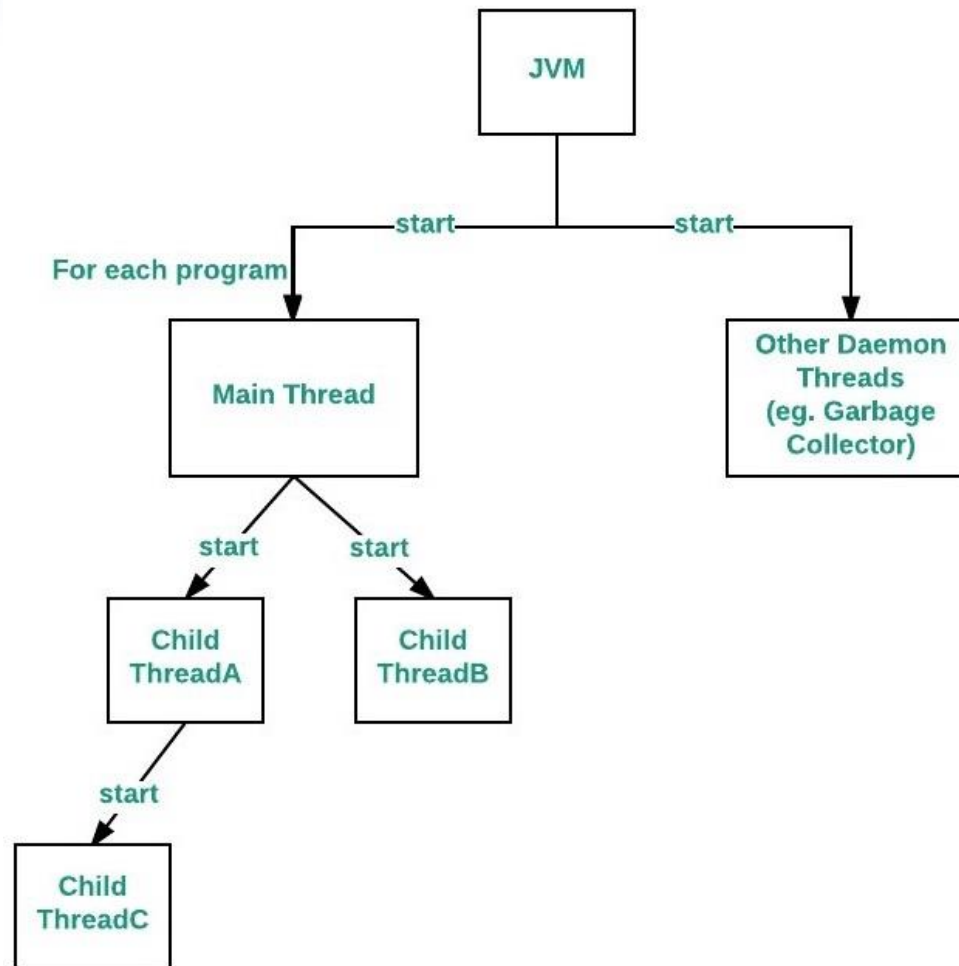 JVM
start
start
For each program
Main Thread
Other Daemon
Threads
(eg. Garbage
Collector)
start
start
Child
ThreadA
Child
ThreadB
start
Child
ThreadC